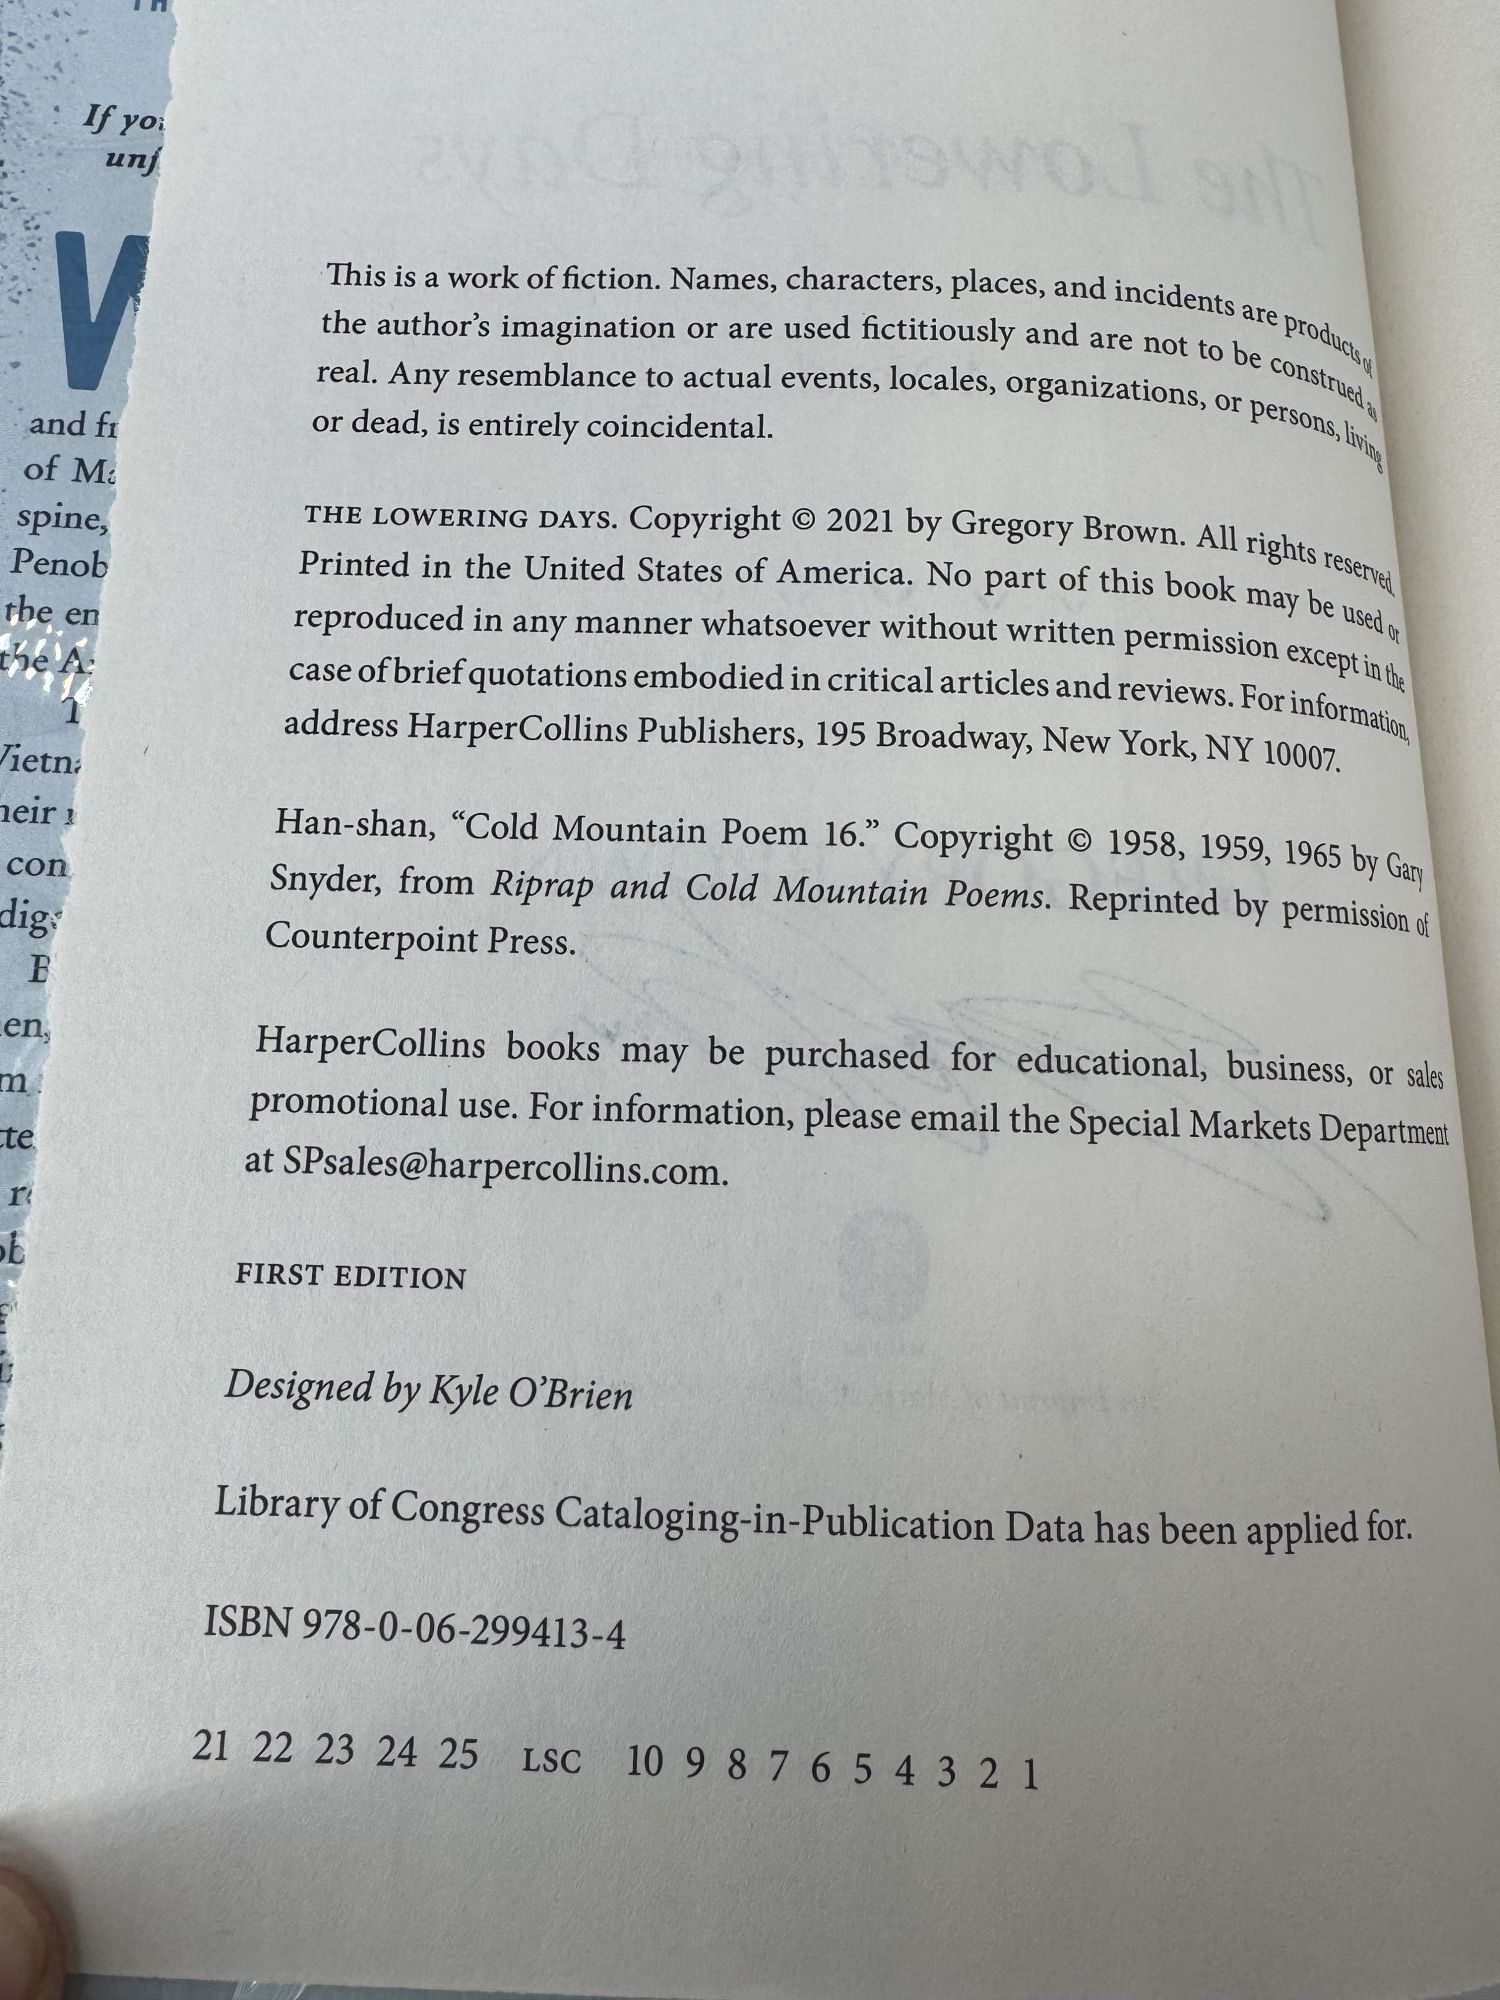 If
and
of
spine,
the
the
con
This is a work of fiction. Names, characters, places, and incidents are products of
the author's imagination or are used fictitiously and are not to be construed as
real. Any resemblance to actual events, locales, organizations, or persons, living
or dead, is entirely coincidental.
THE LOWERING DAYS. Copyright © 2021 by Gregory Brown. All rights reserved.
Printed in the United States of America. No part of this book may be used or
reproduced in any manner whatsoever without written permission except in the
case of brief quotations embodied in critical articles and reviews. For information,
address HarperCollins Publishers, 195 Broadway, New York, NY 10007.
Han-shan, “Cold Mountain Poem 16.” Copyright © 1958, 1959, 1965 by Gary
Snyder, from Riprap and Cold Mountain Poems. Reprinted by permission of
Counterpoint Press.
HarperCollins books may be purchased for educational, business, or sales
promotional use. For information, please email the Special Markets Department
at SPsales@harpercollins.com.
FIRST EDITION
Designed by Kyle O’Brien
Library of Congress Cataloging-in-Publication Data has been applied for.
ISBN 978-0-06-299413-4
21 22 23 24 25 LSC 10 9 8 7 6 5 4 3 2 1